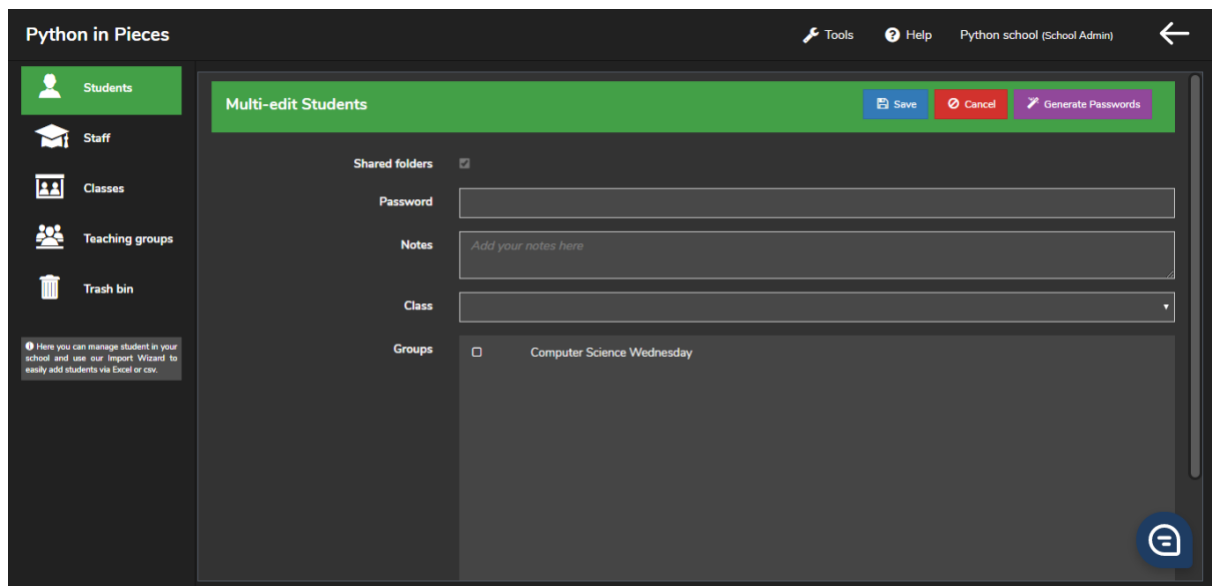 Python in Pieces
Tools
Help
Python school (School Admin)
Students
Staff
Classes
Teaching groups
Trash bin
Here you can manage student in your
school and use our Import Wizard to
easily add students via Excel or csv.
Multi-edit Students
Save
Cancel
Generate Passwords
Shared folders
Password
Notes
Add your notes here
Class
Groups
Computer Science Wednesday